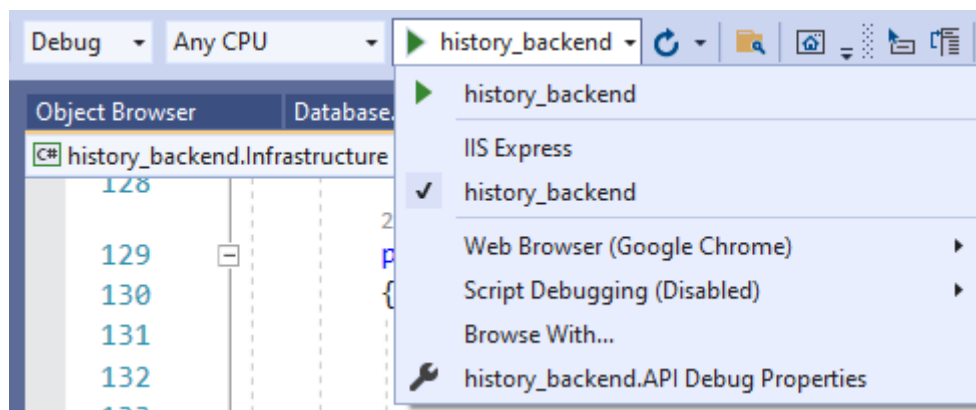 Debug Any CPU history_backend
history_backend
Object Browser Database.
IIS Express
C# history_backend.Infrastructure
history_backend
128
2
129 p
Web Browser (Google Chrome)
130 {
Script Debugging (Disabled)
131
Browse With...
132
history_backend.API Debug Properties